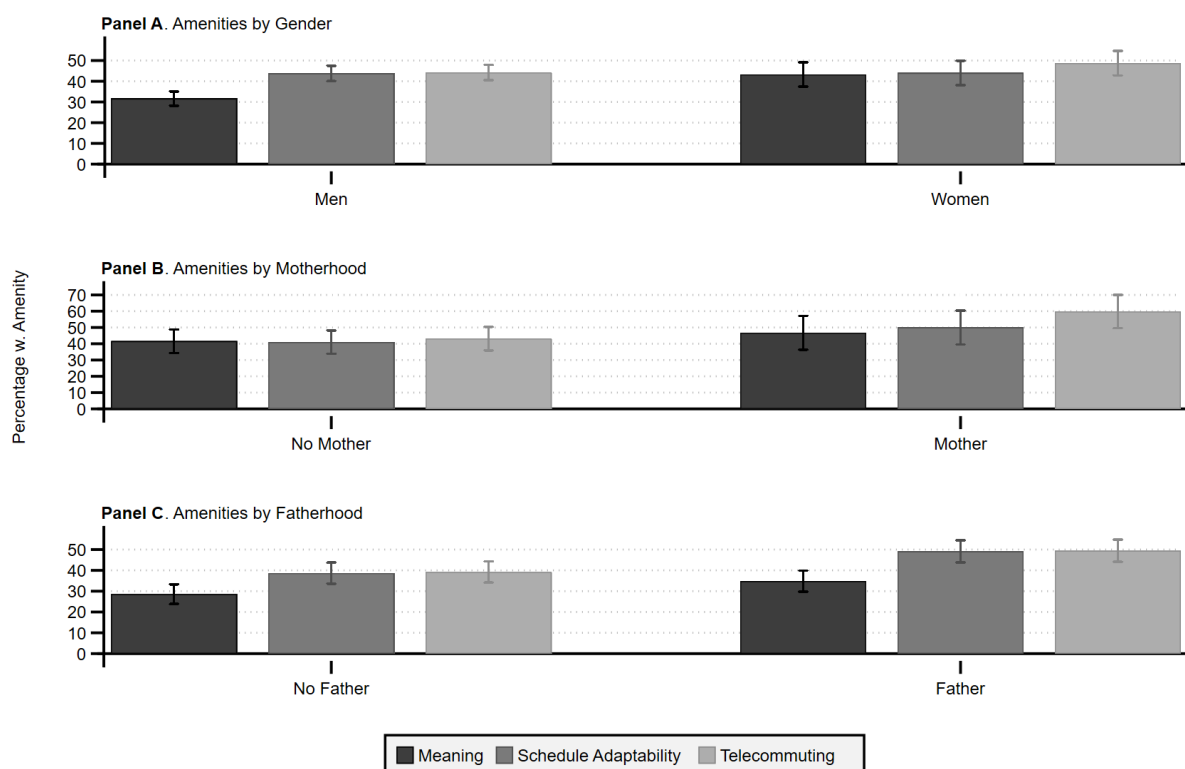 Panel A. Amenities by Gender
50
40
30
20
10
0
Men
Women
Percentage w. Amenity
Panel B. Amenities by Motherhood
70
60
50
40
30
20
10
0
No Mother
Mother
Panel C. Amenities by Fatherhood
50
40
30
20
10
0
No Father
Father
Meaning Schedule Adaptability Telecommuting